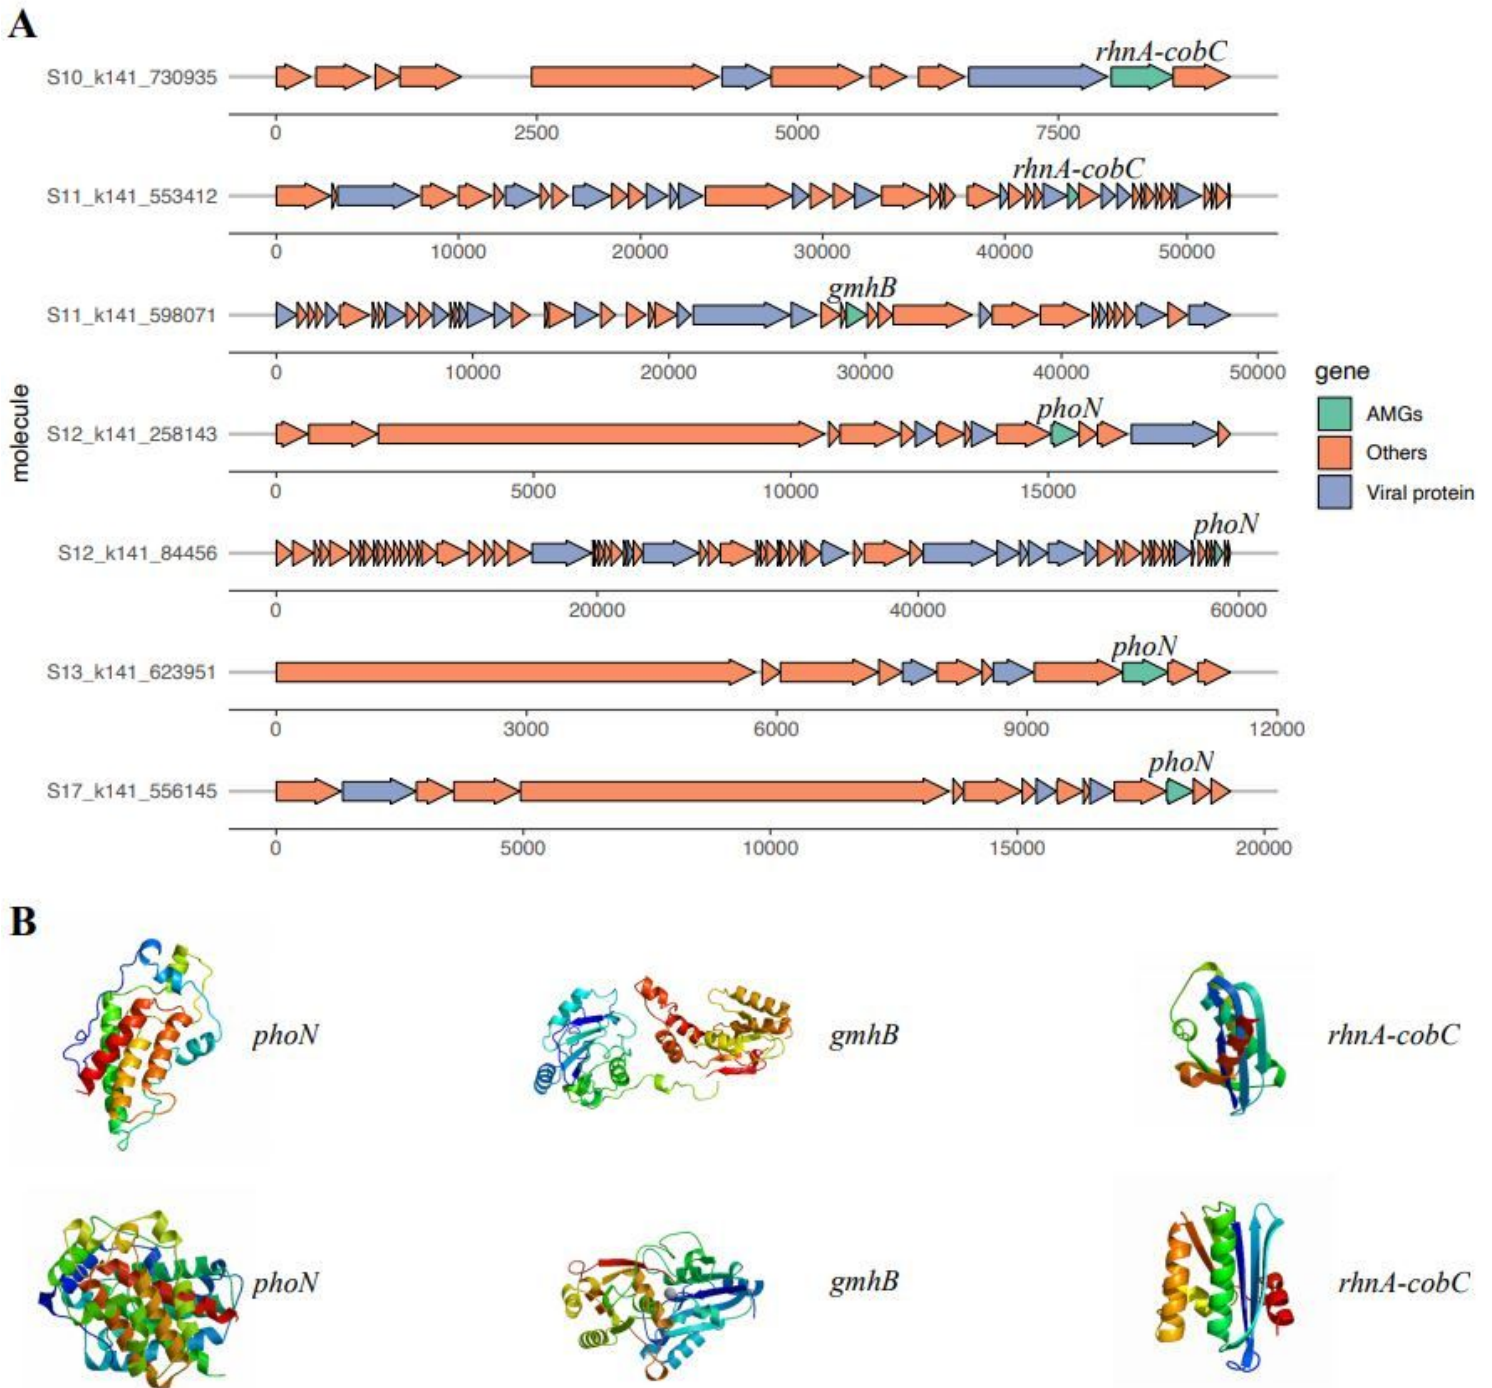 A
rhnA-cobC
S10_k141_730935
0 2500 5000 7500
rhnA-cobC
S11_k141_553412
0 10000 20000 30000 40000 50000
gmhB
S11_k141_598071
0 10000 20000 30000 40000 50000
molecule
gene
AMGs
Others
Viral protein
phoN
S12_k141_258143
0 5000 10000 15000
phoN
S12_k141_84456
0 20000 40000 60000
phoN
S13_k141_623951
0 3000 6000 9000 12000
phoN
S17_k141_556145
0 5000 10000 15000 20000
B
phoN gmhB rhnA-cobC
phoN gmhB rhnA-cobC